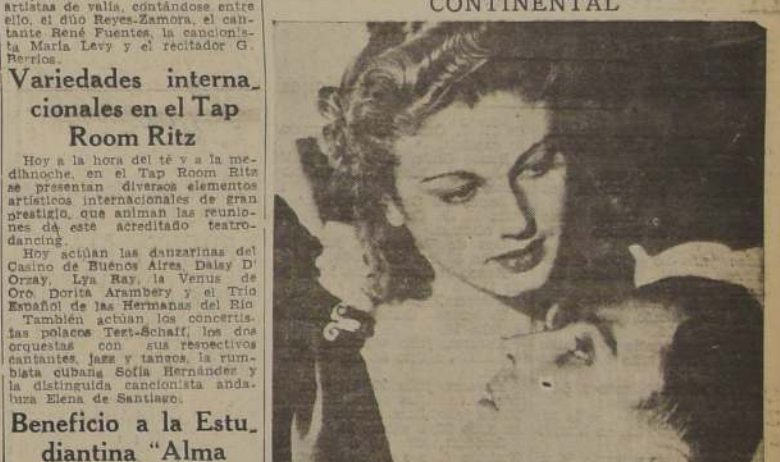 artistas de valía, contándose entre
ello, el dúo Reyes-Zamora, el can-
tante René Fuentes, la cancionis-
ta María Levy y el recitador G.
Berrios.
Variedades interna_
cionales en el Tap
Room Ritz
Hoy a la hora del té y a la me-
dianoche, en el Tap Room Ritz
se presentan diversos elementos
artísticos internacionales de gran
prestigio, que animan las reunio-
nes de este acreditado teatro-
dancing.
Hoy actúan las danzarinas del
Casino de Buenos Aires, Daisy D'
Orzay, Lya Ray, la Venus de
Oro, Dorita Arambery y el Trío
Español de las Hermanas del Río
También actúan los concertis-
tas polacos Text-Schaff, los dos
orquestas con sus respectivos
cantantes, jazz y tangos, la rum-
bista cubana Sofía Hernández y
la distinguida cancionista anda-
luza Elena de Santiago.
Beneficio a la Estu_
diantina "Alma
CONTINENTAL